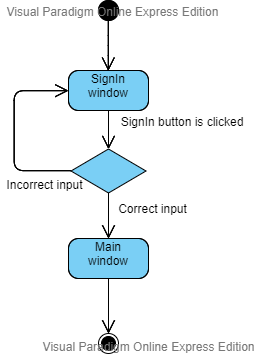 Visual Paradigm Online Express Edition
SignIn
window
SignIn button is clicked
Incorrect input
Correct input
Main
window
Visual Paradigm Online Express Edition